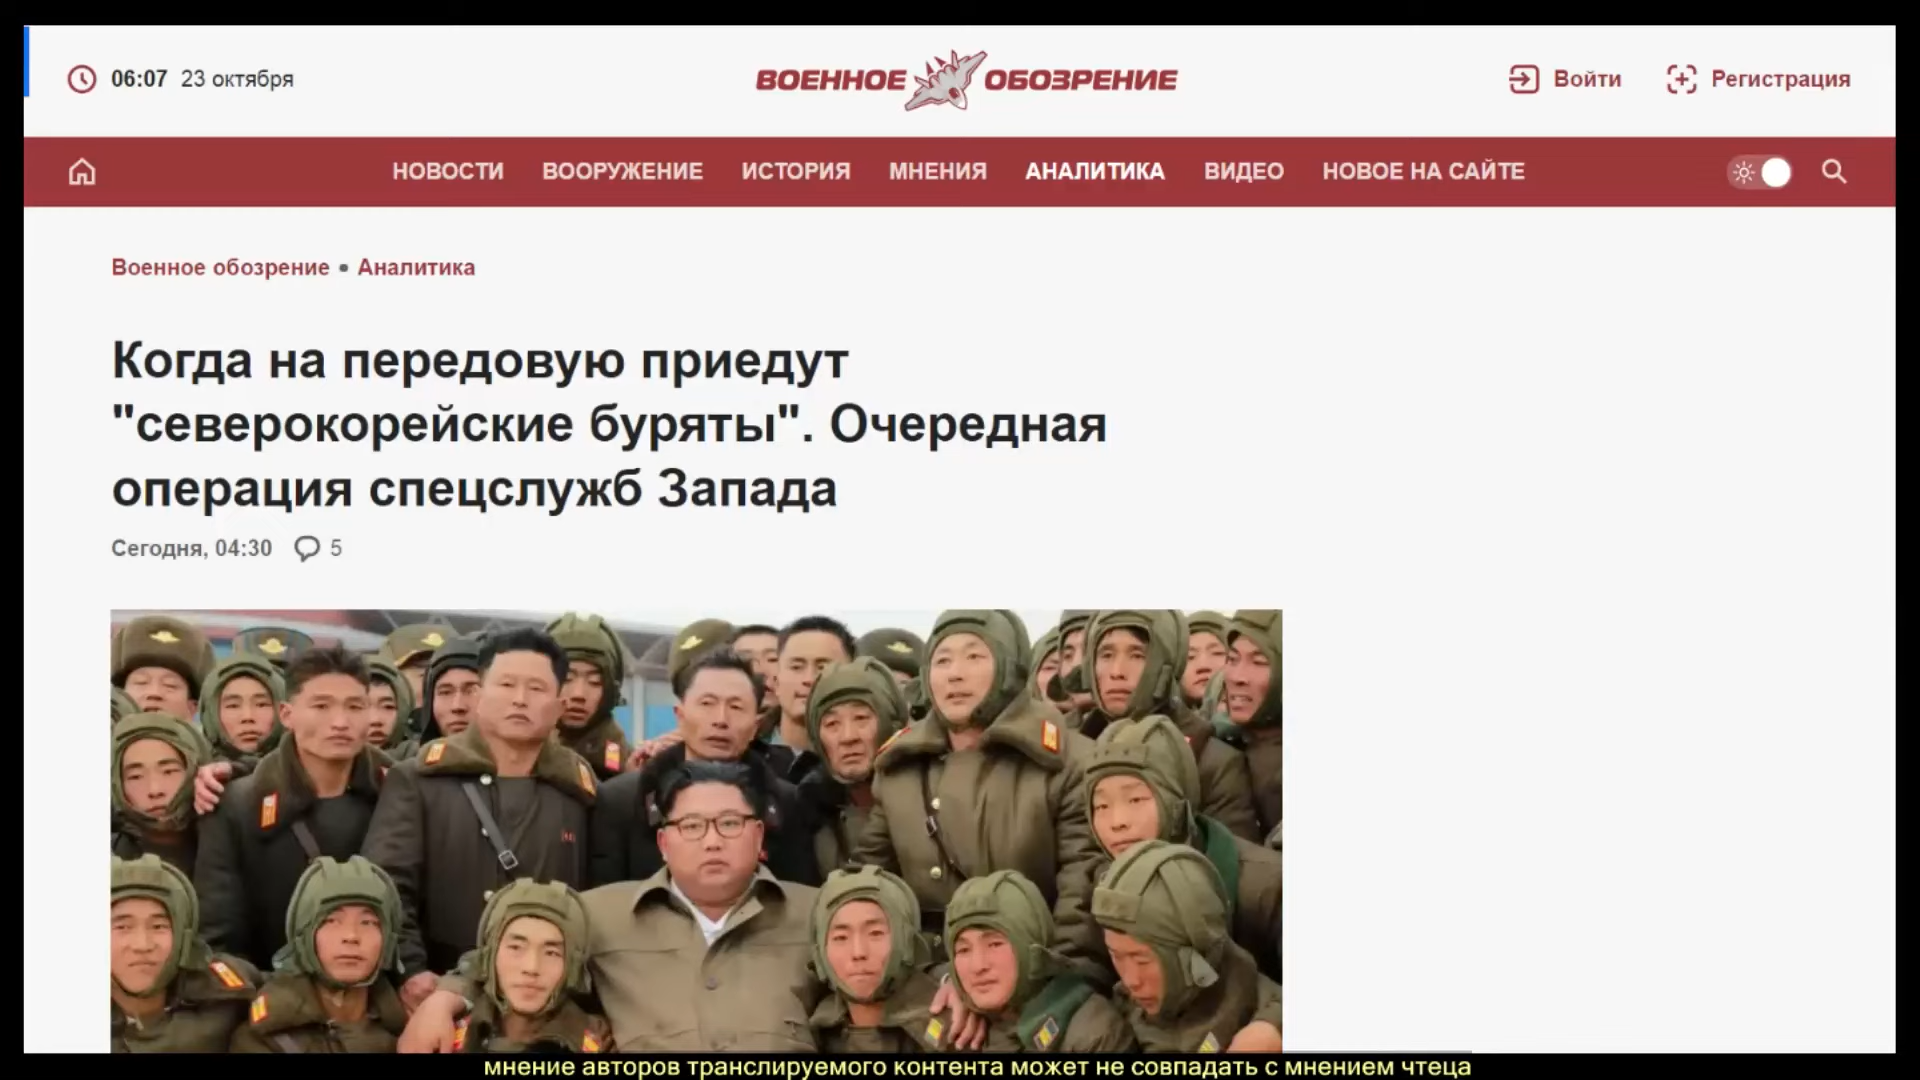 06:07 23 октября
ВОЕННОЕ ОБОЗРЕНИЕ
Войти
Регистрация
НОВОСТИ ВООРУЖЕНИЕ ИСТОРИЯ МНЕНИЯ АНАЛИТИКА ВИДЕО НОВОЕ НА САЙТЕ
Военное обозрение • Аналитика
Когда на передовую приедут
"северокорейские буряты". Очередная
операция спецслужб Запада
Сегодня, 04:30 5
мнение авторов транслируемого контента может не совпадать с мнением чтеца